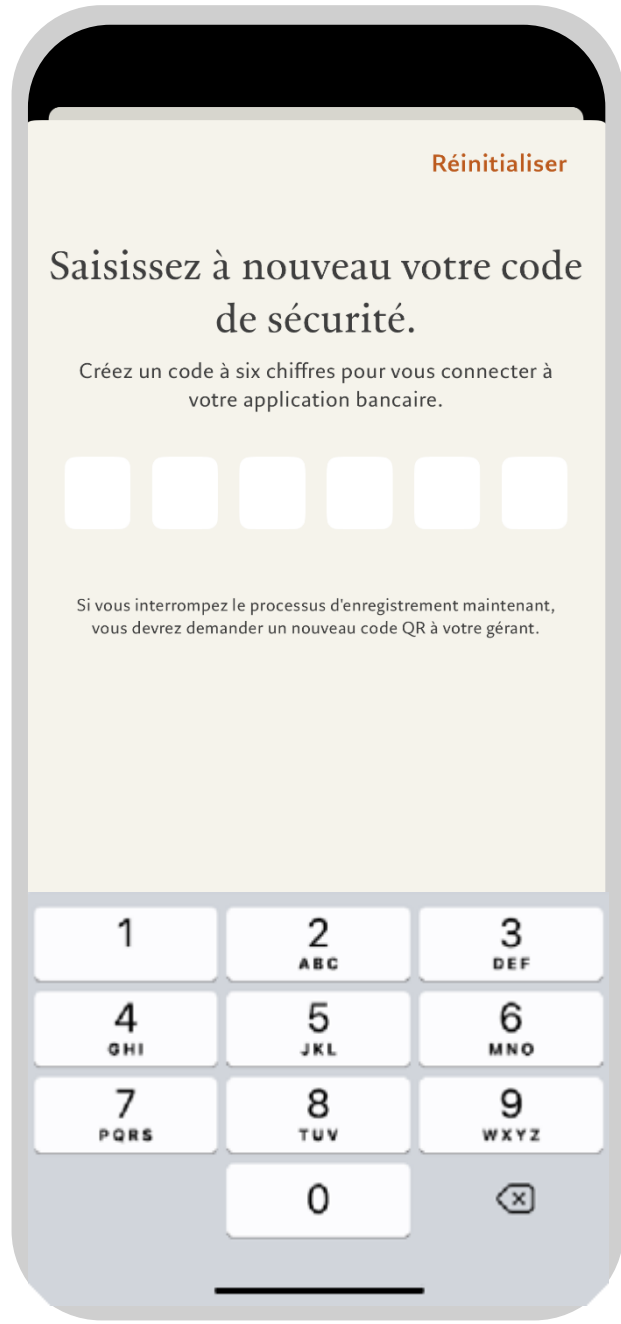 Réinitialiser
Saisissez à nouveau votre code
de sécurité.
Créez un code à six chiffres pour vous connecter à
votre application bancaire.
Si vous interrompez le processus d'enregistrement maintenant,
vous devrez demander un nouveau code QR à votre gérant.
1 2 3
ABC DEF
4 5 6
GHI JKL MNO
7 8 9
PQRS TUV WXYZ
0